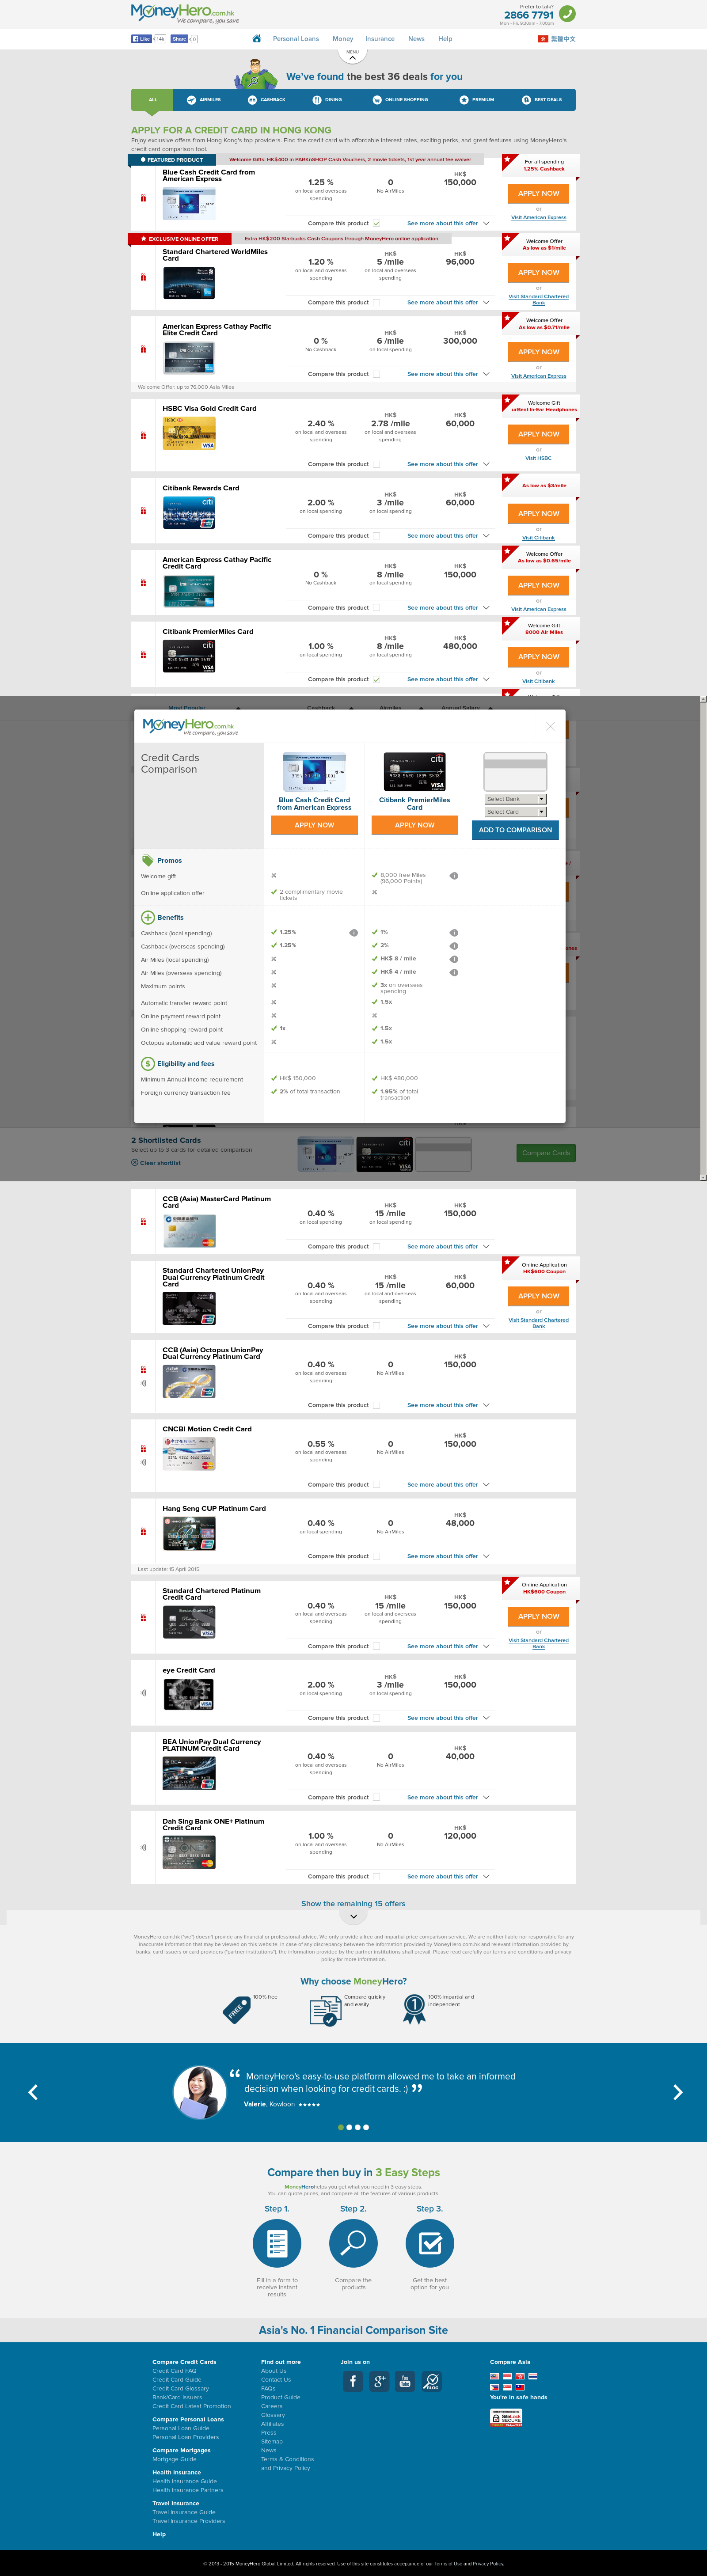 MoneyHero.com.hk
We compare, you save
Prefer to talk?
2866 7791
Mon - Fri, 9:30am - 7:00pm
Like 14k Share 0
Personal Loans Money Insurance News Help
繁體中文
MENU
We've found the best 36 deals for you
ALL AIRMILES CASHBACK DINING ONLINE SHOPPING PREMIUM BEST DEALS
APPLY FOR A CREDIT CARD IN HONG KONG
Enjoy exclusive offers from Hong Kong's top providers. Find the credit card with affordable interest rates, exciting perks, and great features using MoneyHero's
credit card comparison tool.
FEATURED PRODUCT Welcome Gifts: HK$400 in PARKnSHOP Cash Vouchers, 2 movie tickets, 1st year annual fee waiver
Blue Cash Credit Card from
American Express
1.25 %
on local and overseas
spending
0
No AirMiles
HK$
150,000
For all spending
1.25% Cashback
APPLY NOW
or
Visit American Express
Compare this product See more about this offer
EXCLUSIVE ONLINE OFFER Extra HK$200 Starbucks Cash Coupons through MoneyHero online application
Standard Chartered WorldMiles
Card
1.20 %
on local and overseas
spending
HK$
5 /mile
on local and overseas
spending
HK$
96,000
Welcome Offer
As low as $1/mile
APPLY NOW
or
Visit Standard Chartered
Bank
Compare this product See more about this offer
American Express Cathay Pacific
Elite Credit Card
0 %
No Cashback
HK$
6 /mile
on local spending
HK$
300,000
Welcome Offer
As low as $0.71/mile
APPLY NOW
or
Visit American Express
Compare this product See more about this offer
Welcome Offer: up to 76,000 Asia Miles
HSBC Visa Gold Credit Card
2.40 %
on local and overseas
spending
HK$
2.78 /mile
on local and overseas
spending
HK$
60,000
Welcome Gift
urBeat In-Ear Headphones
APPLY NOW
or
Visit HSBC
Compare this product See more about this offer
Citibank Rewards Card
2.00 %
on local spending
HK$
3 /mile
on local spending
HK$
60,000
As low as $3/mile
APPLY NOW
or
Visit Citibank
Compare this product See more about this offer
American Express Cathay Pacific
Credit Card
0 %
No Cashback
HK$
8 /mile
on local spending
HK$
150,000
Welcome Offer
As low as $0.65/mile
APPLY NOW
or
Visit American Express
Compare this product See more about this offer
Citibank PremierMiles Card
1.00 %
on local spending
HK$
8 /mile
on local spending
HK$
480,000
Welcome Gift
8000 Air Miles
APPLY NOW
or
Visit Citibank
Compare this product See more about this offer
Most Popular Cashback Airmiles Annual Salary
MoneyHero.com.hk
We compare, you save
Credit Cards
Comparison
Blue Cash Credit Card
from American Express
APPLY NOW
Citibank PremierMiles
Card
APPLY NOW
Select Bank
Select Card
ADD TO COMPARISON
Promos
Welcome gift 8,000 free Miles
(96,000 Points)
Online application offer 2 complimentary movie
tickets
Benefits
Cashback (local spending) 1.25% 1%
Cashback (overseas spending) 1.25% 2%
Air Miles (local spending) HK$ 8 / mile
Air Miles (overseas spending) HK$ 4 / mile
Maximum points 3x on overseas
spending
Automatic transfer reward point 1.5x
Online payment reward point
Online shopping reward point 1x 1.5x
Octopus automatic add value reward point 1.5x
Eligibility and fees
Minimum Annual Income requirement HK$ 150,000 HK$ 480,000
Foreign currency transaction fee 2% of total transaction 1.95% of total
transaction
2 Shortlisted Cards
Select up to 3 cards for detailed comparison
Clear shortlist
Compare Cards
CCB (Asia) MasterCard Platinum
Card
0.40 %
on local spending
HK$
15 /mile
on local spending
HK$
150,000
Compare this product See more about this offer
Standard Chartered UnionPay
Dual Currency Platinum Credit
Card
0.40 %
on local and overseas
spending
HK$
15 /mile
on local and overseas
spending
HK$
60,000
Online Application
HK$600 Coupon
APPLY NOW
or
Visit Standard Chartered
Bank
Compare this product See more about this offer
CCB (Asia) Octopus UnionPay
Dual Currency Platinum Card
0.40 %
on local and overseas
spending
0
No AirMiles
HK$
150,000
Compare this product See more about this offer
CNCBI Motion Credit Card
0.55 %
on local and overseas
spending
0
No AirMiles
HK$
150,000
Compare this product See more about this offer
Hang Seng CUP Platinum Card
0.40 %
on local spending
0
No AirMiles
HK$
48,000
Compare this product See more about this offer
Last update: 15 April 2015
Standard Chartered Platinum
Credit Card
0.40 %
on local and overseas
spending
HK$
15 /mile
on local and overseas
spending
HK$
150,000
Online Application
HK$600 Coupon
APPLY NOW
or
Visit Standard Chartered
Bank
Compare this product See more about this offer
eye Credit Card
2.00 %
on local spending
HK$
3 /mile
on local spending
HK$
150,000
Compare this product See more about this offer
BEA UnionPay Dual Currency
PLATINUM Credit Card
0.40 %
on local and overseas
spending
0
No AirMiles
HK$
40,000
Compare this product See more about this offer
Dah Sing Bank ONE+ Platinum
Credit Card
1.00 %
on local and overseas
spending
0
No AirMiles
HK$
120,000
Compare this product See more about this offer
Show the remaining 15 offers
MoneyHero.com.hk ("we") doesn't provide any financial or professional advice. We only provide a free and impartial price comparison service. We are neither liable nor responsible for any
inaccurate information that may be viewed on this website. In case of any discrepancy between the information provided by MoneyHero.com.hk and relevant information provided by
banks, card issuers or card providers ("partner institutions"), the information provided by the partner institutions shall prevail. Please read carefully our terms and conditions and privacy
policy for more information.
Why choose MoneyHero?
FREE 100% free
Compare quickly
and easily
1 100% impartial and
independent
“ MoneyHero's easy-to-use platform allowed me to take an informed
decision when looking for credit cards. :) ”
Valerie, Kowloon ★★★★★
Compare then buy in 3 Easy Steps
MoneyHero helps you get what you need in 3 easy steps.
You can quote prices, and compare all the features of various products.
Step 1. Step 2. Step 3.
Fill in a form to
receive instant
results
Compare the
products
Get the best
option for you
Asia's No. 1 Financial Comparison Site
Compare Credit Cards
Credit Card FAQ
Credit Card Guide
Credit Card Glossary
Bank/Card Issuers
Credit Card Latest Promotion
Compare Personal Loans
Personal Loan Guide
Personal Loan Providers
Compare Mortgages
Mortgage Guide
Health Insurance
Health Insurance Guide
Health Insurance Partners
Travel Insurance
Travel Insurance Guide
Travel Insurance Providers
Help
Find out more
About Us
Contact Us
FAQs
Product Guide
Careers
Glossary
Affiliates
Press
Sitemap
News
Terms & Conditions
and Privacy Policy
Join us on
f g+ You Tube BLOG
Compare Asia
You're in safe hands
SiteLock
SECURE
© 2013 - 2015 MoneyHero Global Limited. All rights reserved. Use of this site constitutes acceptance of our Terms of Use and Privacy Policy.